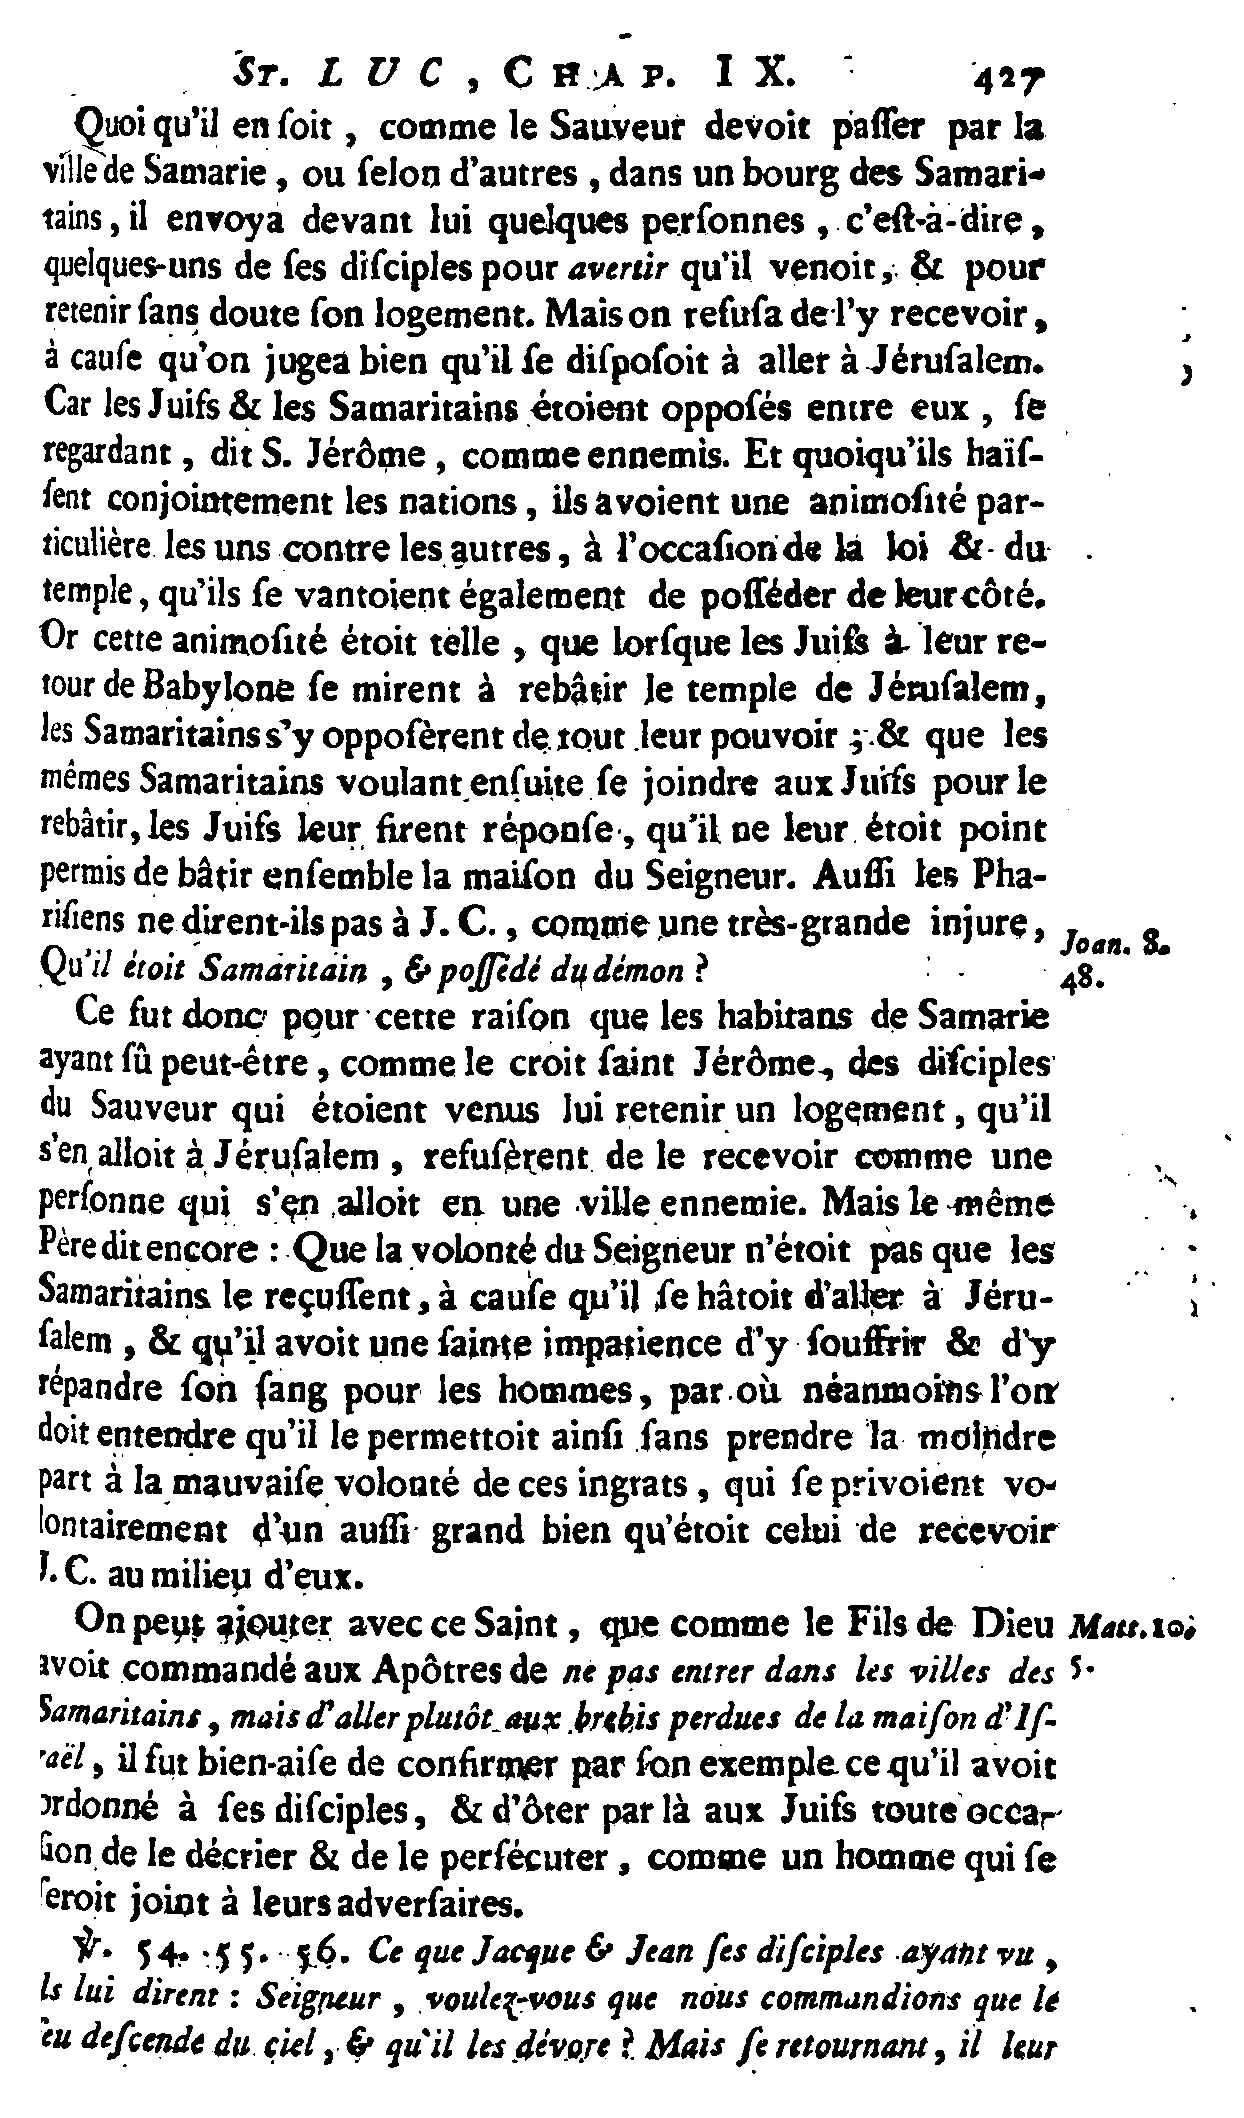 St. LUC, CHAP. IX. 427
Quoi qu'il en ſoit, comme le Sauveur devoit paſſer par la
ville de Samarie, ou ſelon d'autres, dans un bourg des Samari-
tains, il envoya devant lui quelques perſonnes, c'eſt-à-dire,
quelques-uns de ſes diſciples pour avertir qu'il venoit, & pour
retenir ſans doute ſon logement. Mais on refuſa de l'y recevoir,
à cauſe qu'on jugea bien qu'il ſe diſpoſoit à aller à Jéruſalem.
Car les Juifs & les Samaritains étoient oppoſés entre eux, ſe
regardant, dit S. Jérôme, comme ennemis. Et quoiqu'ils haïſ-
ſent conjointement les nations, ils avoient une animoſité par-
ticulière les uns contre les autres, à l'occaſion de la loi & du
temple, qu'ils ſe vantoient également de poſſéder de leur côté.
Or cette animoſité étoit telle, que lorſque les Juifs à leur re-
tour de Babylone ſe mirent à rebâtir le temple de Jéruſalem,
les Samaritains s'y oppoſèrent de tout leur pouvoir; & que les
mêmes Samaritains voulant enſuite ſe joindre aux Juifs pour le
rebâtir, les Juifs leur firent réponſe, qu'il ne leur étoit point
permis de bâtir enſemble la maiſon du Seigneur. Auſſi les Pha-
riſiens ne dirent-ils pas à J. C., comme une très-grande injure,
Joan. 8.
Qu'il étoit Samaritain, & poſſédé du démon?
48.
Ce fut donc pour cette raiſon que les habitans de Samarie
ayant ſû peut-être, comme le croit ſaint Jérôme, des diſciples
du Sauveur qui étoient venus lui retenir un logement, qu'il
s'en alloit à Jéruſalem, refuſèrent de le recevoir comme une
perſonne qui s'en alloit en une ville ennemie. Mais le même
Père dit encore : Que la volonté du Seigneur n'étoit pas que les
Samaritains le reçuſſent, à cauſe qu'il ſe hâtoit d'aller à Jéru-
ſalem, & qu'il avoit une ſainte impatience d'y ſouffrir & d'y
répandre ſon ſang pour les hommes, par où néanmoins l'on
doit entendre qu'il le permettoit ainſi ſans prendre la moindre
part à la mauvaiſe volonté de ces ingrats, qui ſe privoient vo-
lontairement d'un auſſi grand bien qu'étoit celui de recevoir
J. C. au milieu d'eux.
On peut ajouter avec ce Saint, que comme le Fils de Dieu
Matt. 10.
avoit commandé aux Apôtres de ne pas entrer dans les villes des
5.
Samaritains, mais d'aller plutôt aux brebis perdues de la maiſon d'Iſ-
raël, il fut bien-aiſe de confirmer par ſon exemple ce qu'il avoit
ordonné à ſes diſciples, & d'ôter par là aux Juifs toute occa-
ſion de le décrier & de le perſécuter, comme un homme qui ſe
ſeroit joint à leurs adverſaires.
℣. 54. 55. 56. Ce que Jacque & Jean ſes diſciples ayant vu,
ls lui dirent : Seigneur, voulez-vous que nous commandions que le
eu deſcende du ciel, & qu'il les dévore? Mais ſe retournant, il leur